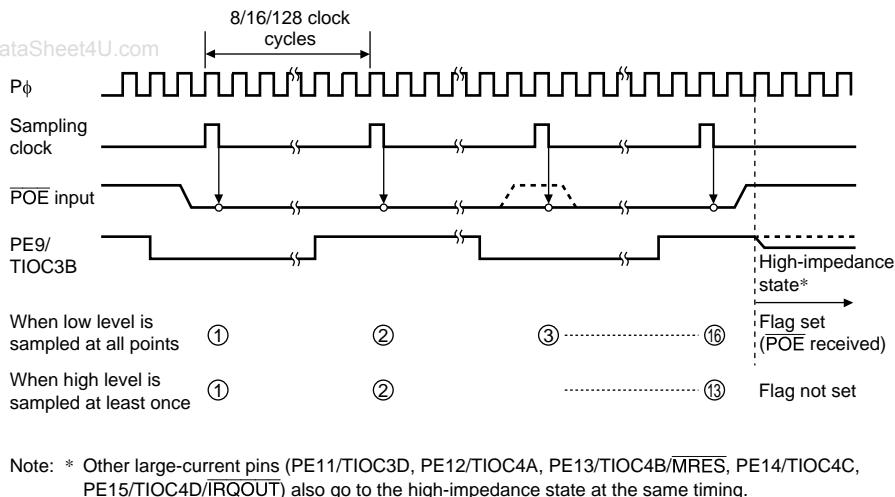 8/16/128 clock
cycles
ataSheet4U.com
Pϕ
Sampling
clock
POE input
PE9/
TIOC3B
High-impedance
state*
When low level is
sampled at all points
① ② ③ ⑯
Flag set
(POE received)
When high level is
sampled at least once
① ② ⑬ Flag not set
Note: * Other large-current pins (PE11/TIOC3D, PE12/TIOC4A, PE13/TIOC4B/MRES, PE14/TIOC4C,
PE15/TIOC4D/IRQOUT) also go to the high-impedance state at the same timing.